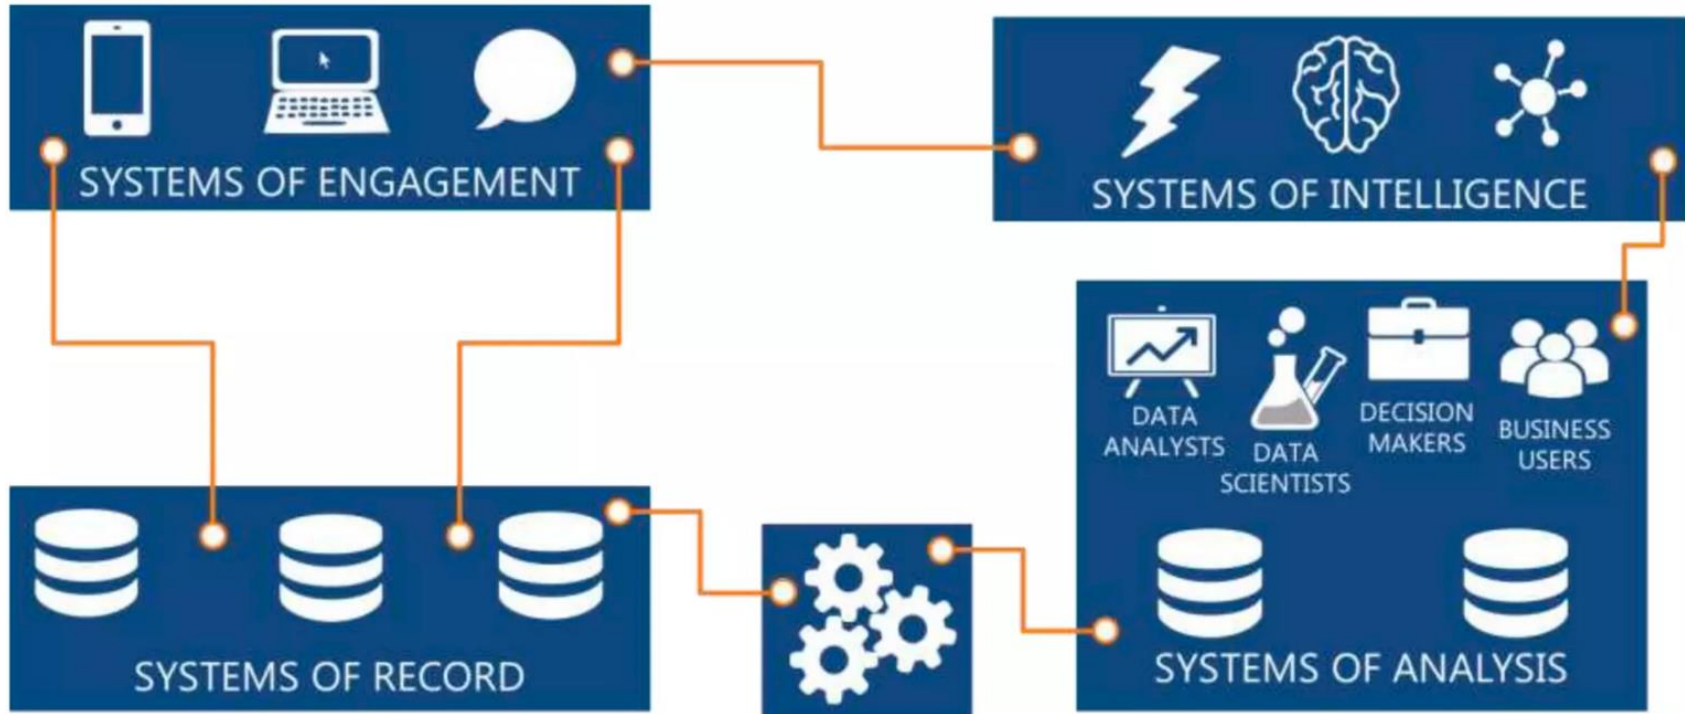 SYSTEMS OF ENGAGEMENT
SYSTEMS OF INTELLIGENCE
DATA
ANALYSTS
DATA
SCIENTISTS
DECISION
MAKERS
BUSINESS
USERS
SYSTEMS OF RECORD
SYSTEMS OF ANALYSIS